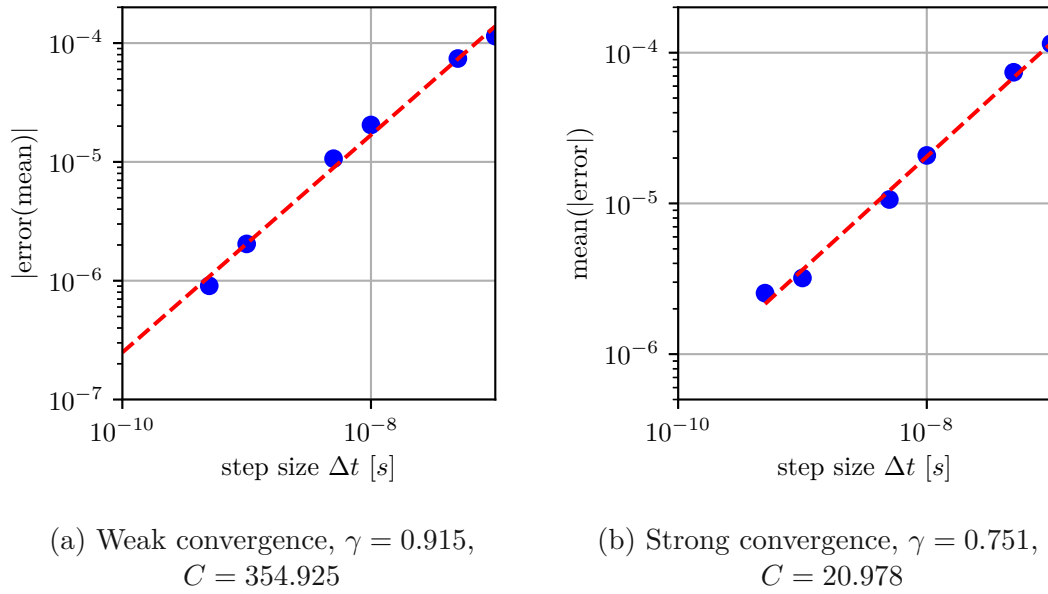 10⁻⁴
10⁻⁵
10⁻⁶
10⁻⁷
|error(mean)|
10⁻¹⁰
10⁻⁸
step size Δt [s]
(a) Weak convergence, γ = 0.915,
C = 354.925
10⁻⁴
10⁻⁵
10⁻⁶
mean(|error|)
10⁻¹⁰
10⁻⁸
step size Δt [s]
(b) Strong convergence, γ = 0.751,
C = 20.978